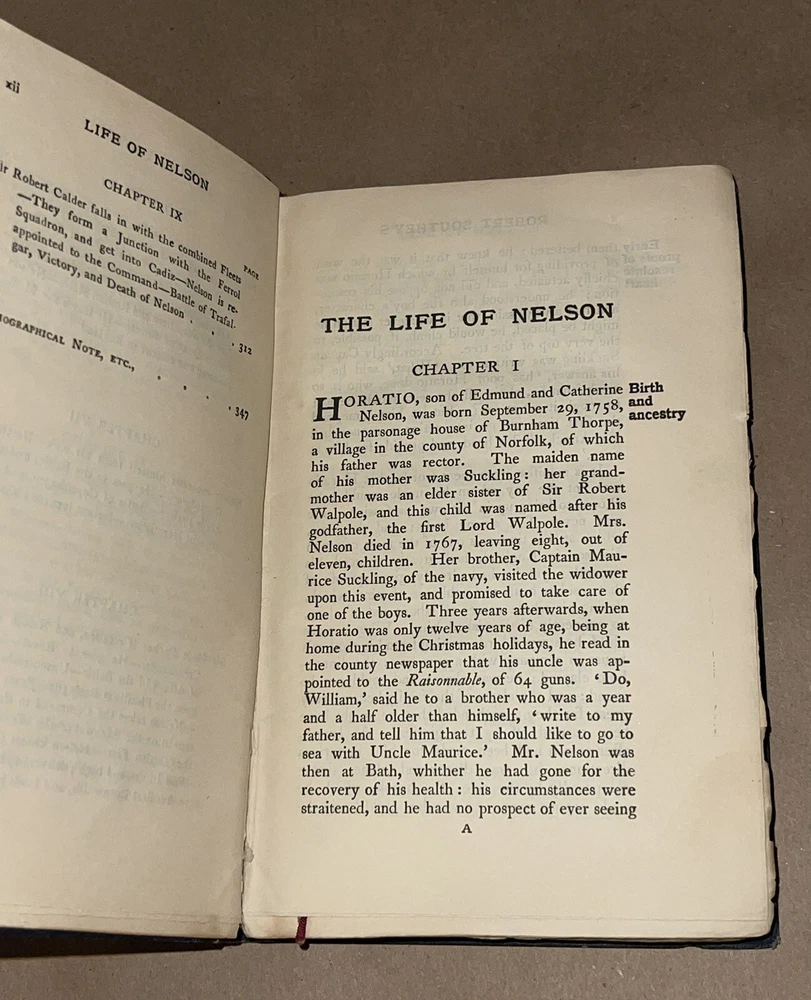 xii
LIFE OF NELSON
CHAPTER IX
PAGE
ir Robert Calder falls in with the combined Fleets
—They form a Junction with the Ferrol
Squadron, and get into Cadiz—Nelson is re-
appointed to the Command—Battle of Trafal-
gar, Victory, and Death of Nelson . . . 312
IOGRAPHICAL NOTE, ETC., . . . 347
THE LIFE OF NELSON
CHAPTER I
HORATIO, son of Edmund and Catherine
Nelson, was born September 29, 1758,
in the parsonage house of Burnham Thorpe,
a village in the county of Norfolk, of which
his father was rector. The maiden name
of his mother was Suckling: her grand-
mother was an elder sister of Sir Robert
Walpole, and this child was named after his
godfather, the first Lord Walpole. Mrs.
Nelson died in 1767, leaving eight, out of
eleven, children. Her brother, Captain Mau-
rice Suckling, of the navy, visited the widower
upon this event, and promised to take care of
one of the boys. Three years afterwards, when
Horatio was only twelve years of age, being at
home during the Christmas holidays, he read in
the county newspaper that his uncle was ap-
pointed to the Raisonnable, of 64 guns. ‘Do,
William,’ said he to a brother who was a year
and a half older than himself, ‘write to my
father, and tell him that I should like to go to
sea with Uncle Maurice.’ Mr. Nelson was
then at Bath, whither he had gone for the
recovery of his health: his circumstances were
straitened, and he had no prospect of ever seeing
A
Birth
and
ancestry